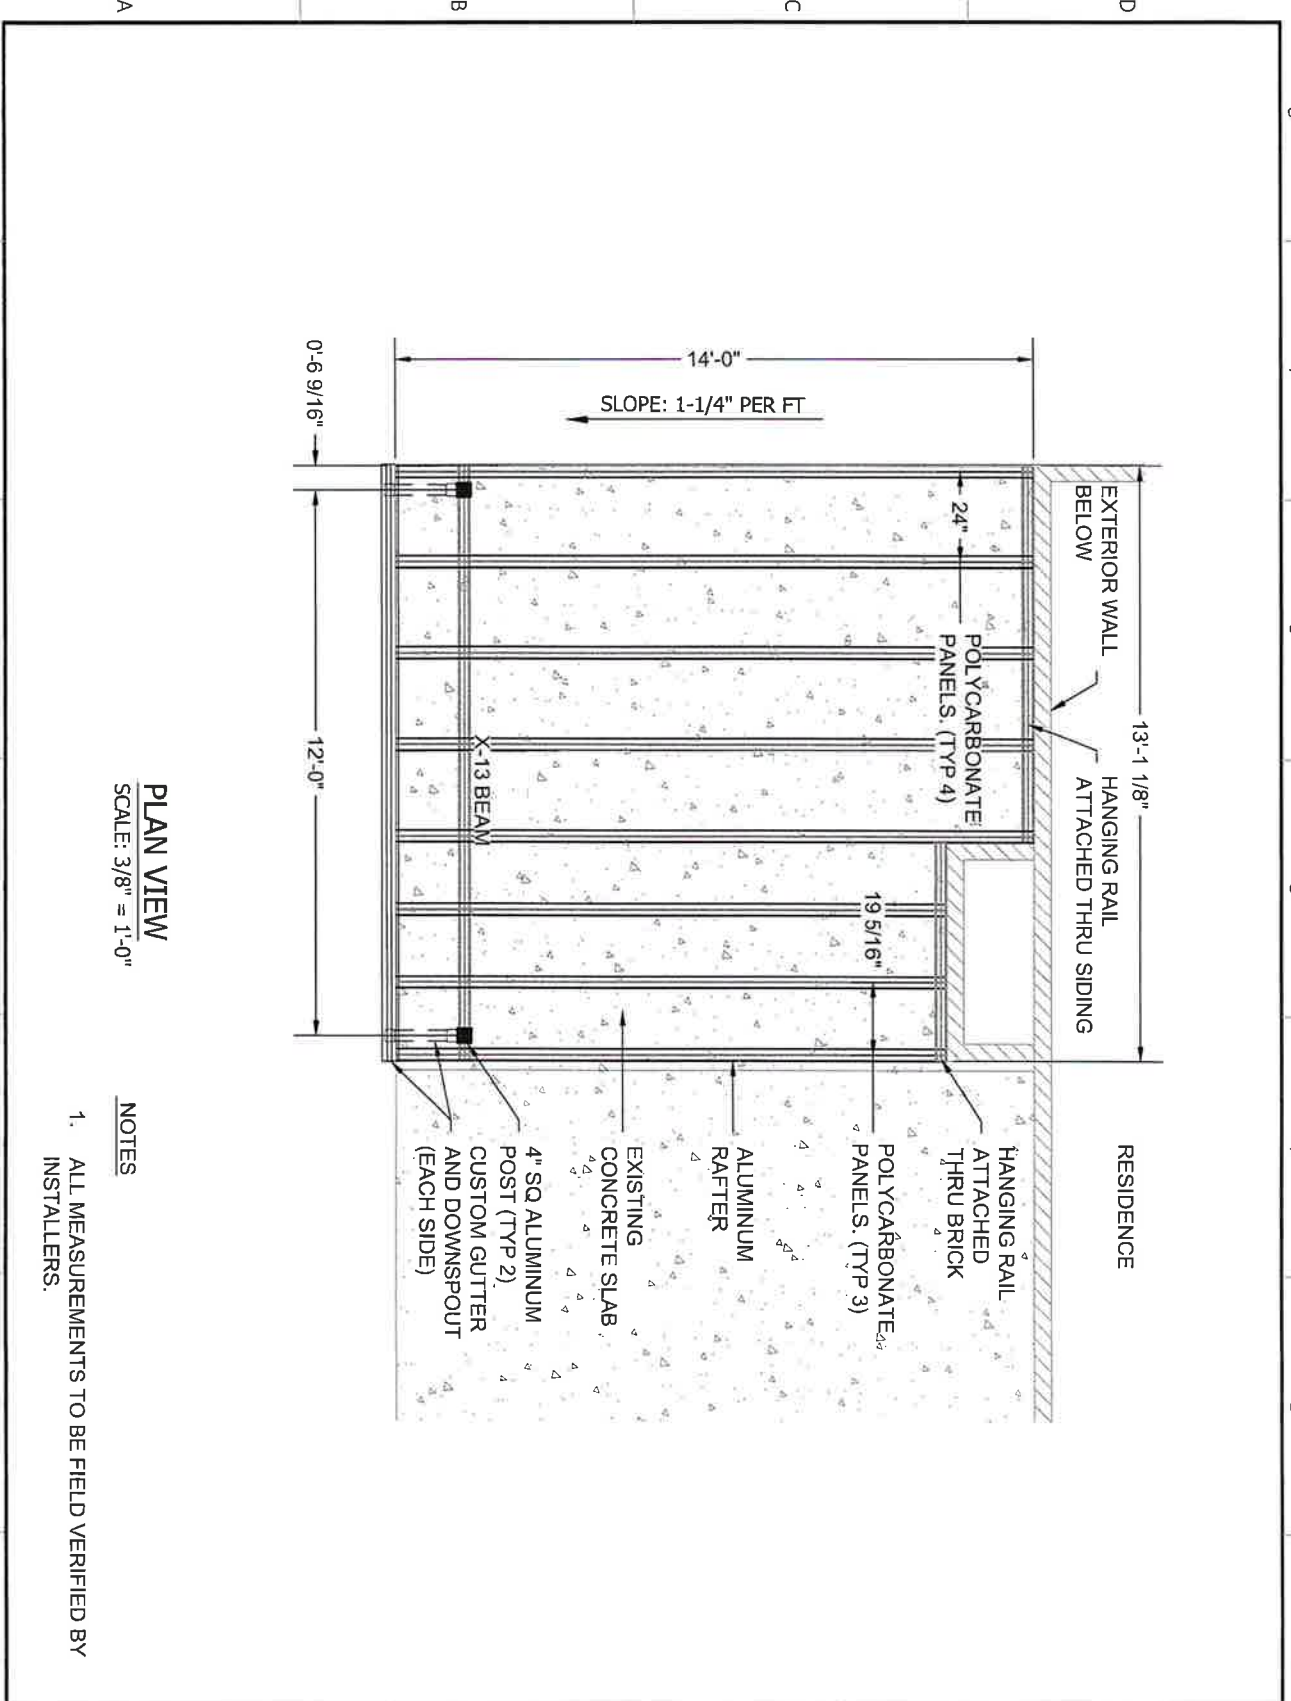 D
C
B
A
RESIDENCE
13'-1 1/8"
EXTERIOR WALL
BELOW
HANGING RAIL
ATTACHED THRU SIDING
14'-0"
SLOPE: 1-1/4" PER FT
24"
POLYCARBONATE
PANELS. (TYP 4)
19 5/16"
HANGING RAIL
ATTACHED
THRU BRICK
POLYCARBONATE
PANELS. (TYP 3)
ALUMINUM
RAFTER
EXISTING
CONCRETE SLAB
X-13 BEAM
4" SQ ALUMINUM
POST (TYP 2)
CUSTOM GUTTER
AND DOWNSPOUT
(EACH SIDE)
0'-6 9/16"
12'-0"
PLAN VIEW
SCALE: 3/8" = 1'-0"
NOTES
1. ALL MEASUREMENTS TO BE FIELD VERIFIED BY
INSTALLERS.